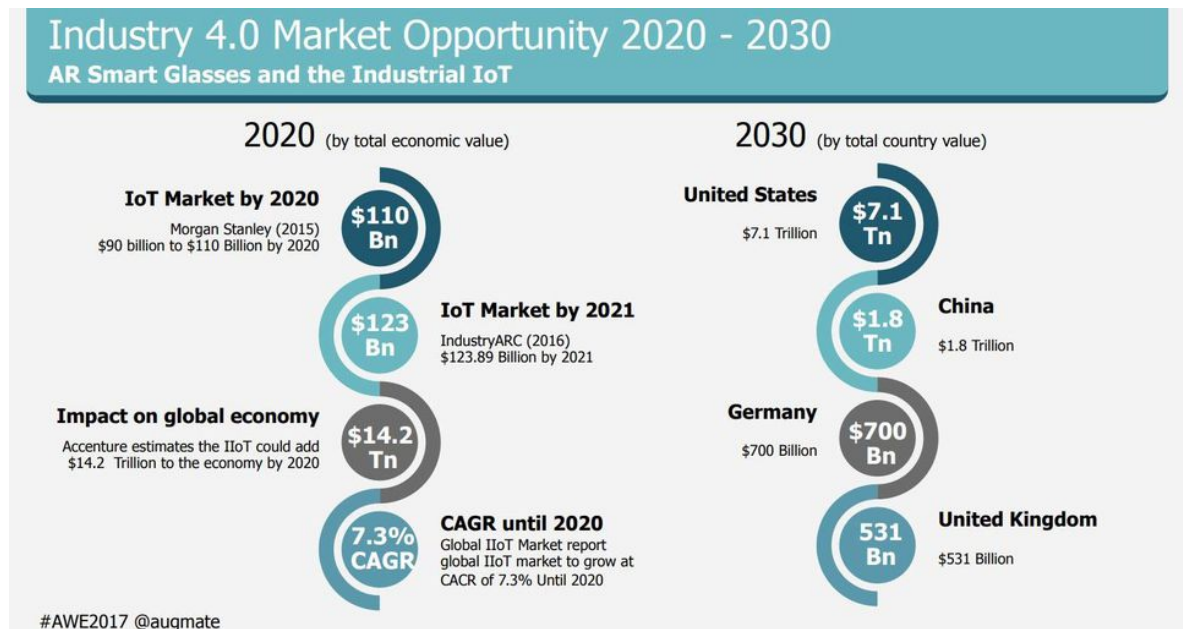 Industry 4.0 Market Opportunity 2020 - 2030
AR Smart Glasses and the Industrial IoT
2020 (by total economic value)
IoT Market by 2020
Morgan Stanley (2015)
$90 billion to $110 Billion by 2020
$110
Bn
$123
Bn
IoT Market by 2021
IndustryARC (2016)
$123.89 Billion by 2021
Impact on global economy
Accenture estimates the IIoT could add
$14.2 Trillion to the economy by 2020
$14.2
Tn
7.3%
CAGR
CAGR until 2020
Global IIoT Market report
global IIoT market to grow at
CACR of 7.3% Until 2020
2030 (by total country value)
United States
$7.1 Trillion
$7.1
Tn
$1.8
Tn
China
$1.8 Trillion
Germany
$700 Billion
$700
Bn
531
Bn
United Kingdom
$531 Billion
#AWE2017 @augmate